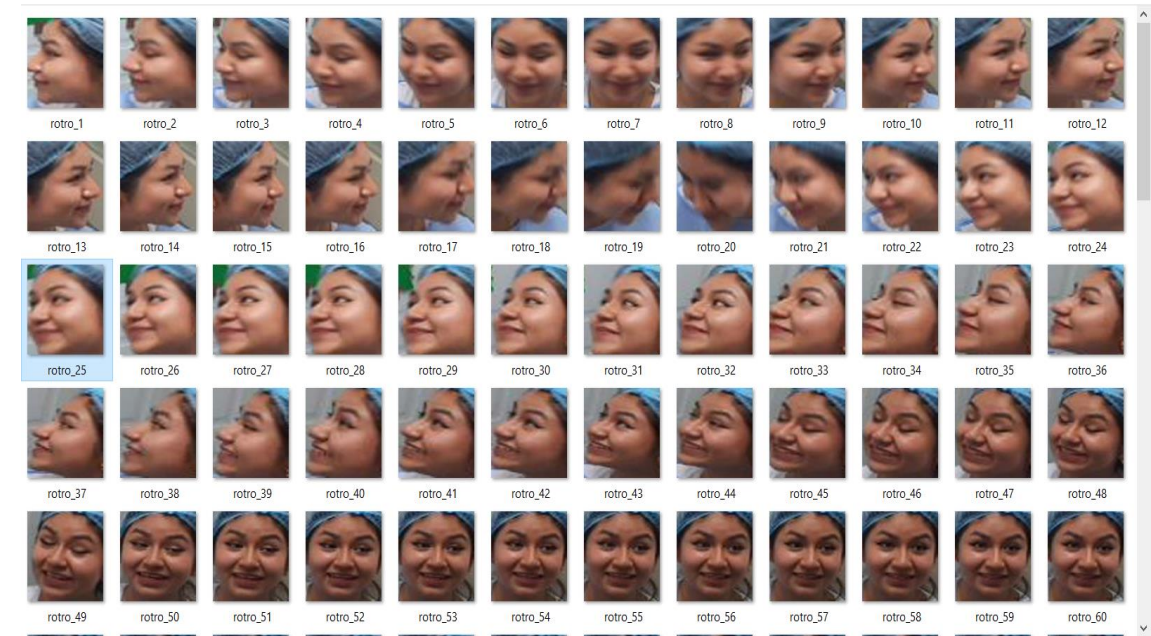 rotro_1 rotro_2 rotro_3 rotro_4 rotro_5 rotro_6 rotro_7 rotro_8 rotro_9 rotro_10 rotro_11 rotro_12
rotro_13 rotro_14 rotro_15 rotro_16 rotro_17 rotro_18 rotro_19 rotro_20 rotro_21 rotro_22 rotro_23 rotro_24
rotro_25 rotro_26 rotro_27 rotro_28 rotro_29 rotro_30 rotro_31 rotro_32 rotro_33 rotro_34 rotro_35 rotro_36
rotro_37 rotro_38 rotro_39 rotro_40 rotro_41 rotro_42 rotro_43 rotro_44 rotro_45 rotro_46 rotro_47 rotro_48
rotro_49 rotro_50 rotro_51 rotro_52 rotro_53 rotro_54 rotro_55 rotro_56 rotro_57 rotro_58 rotro_59 rotro_60